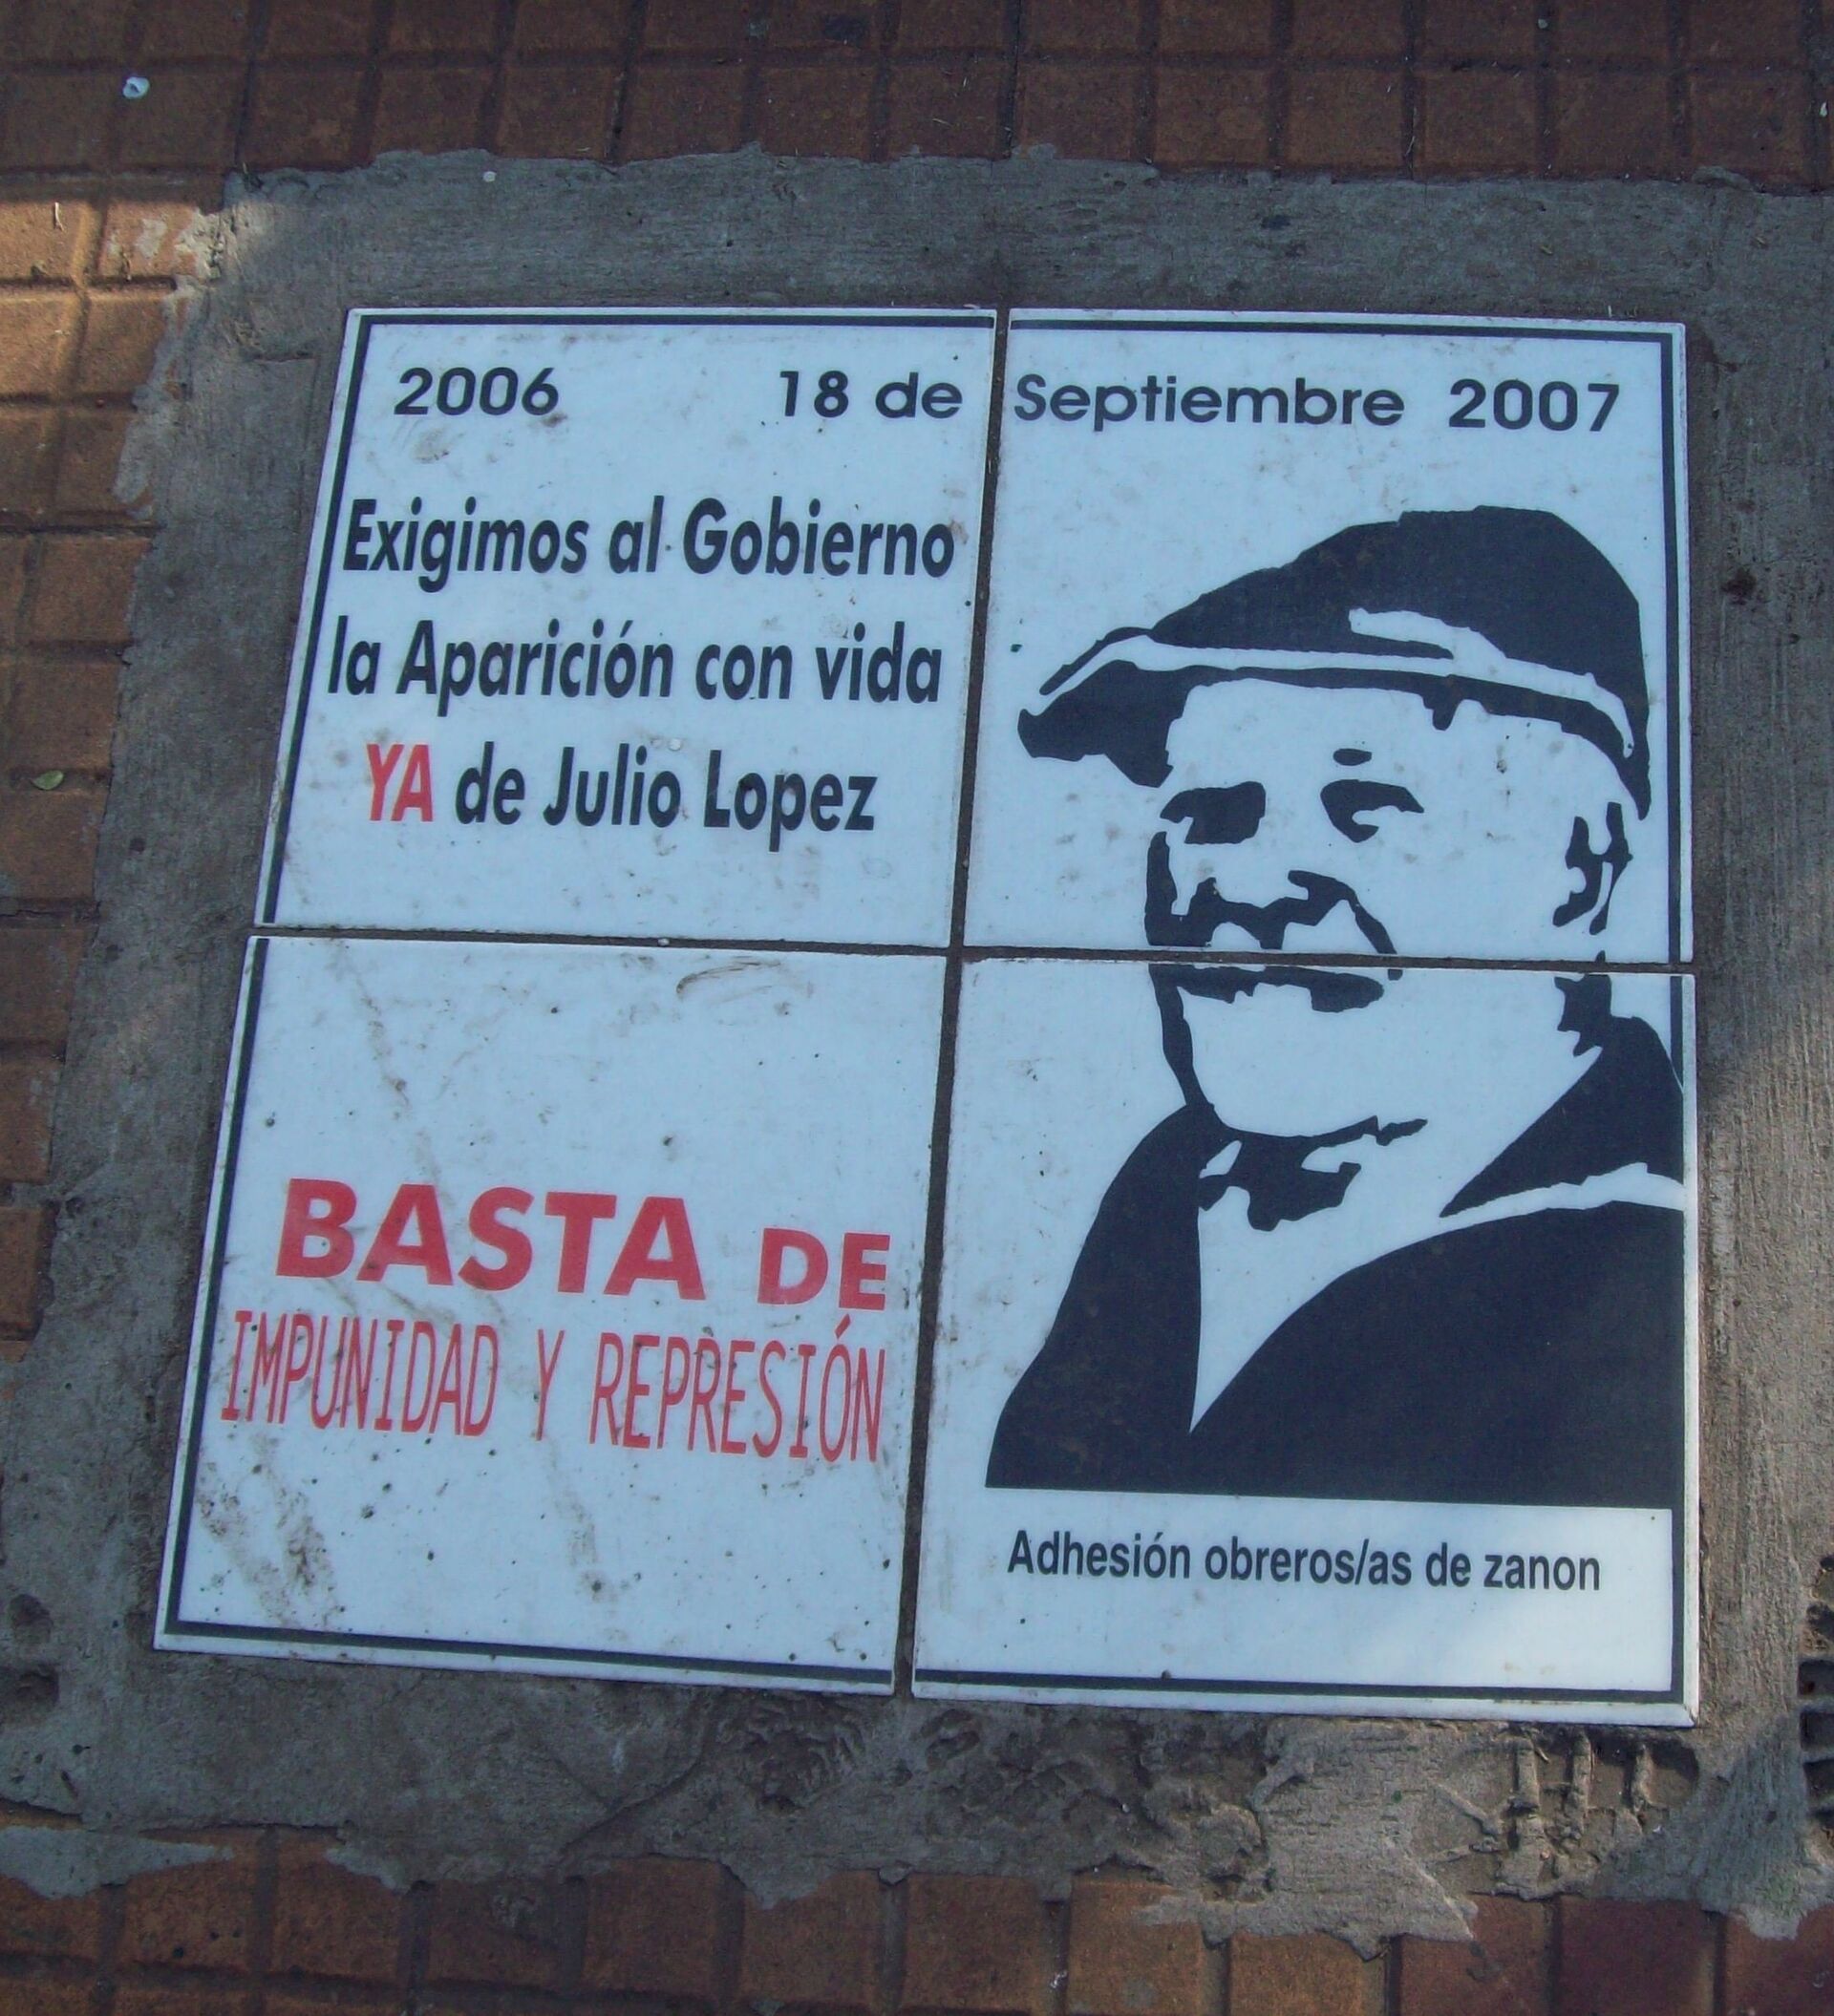 2006 18 de Septiembre 2007
Exigimos al Gobierno
la Aparición con vida
YA de Julio Lopez
BASTA DE
IMPUNIDAD Y REPRESIÓN
Adhesión obreros/as de zanon